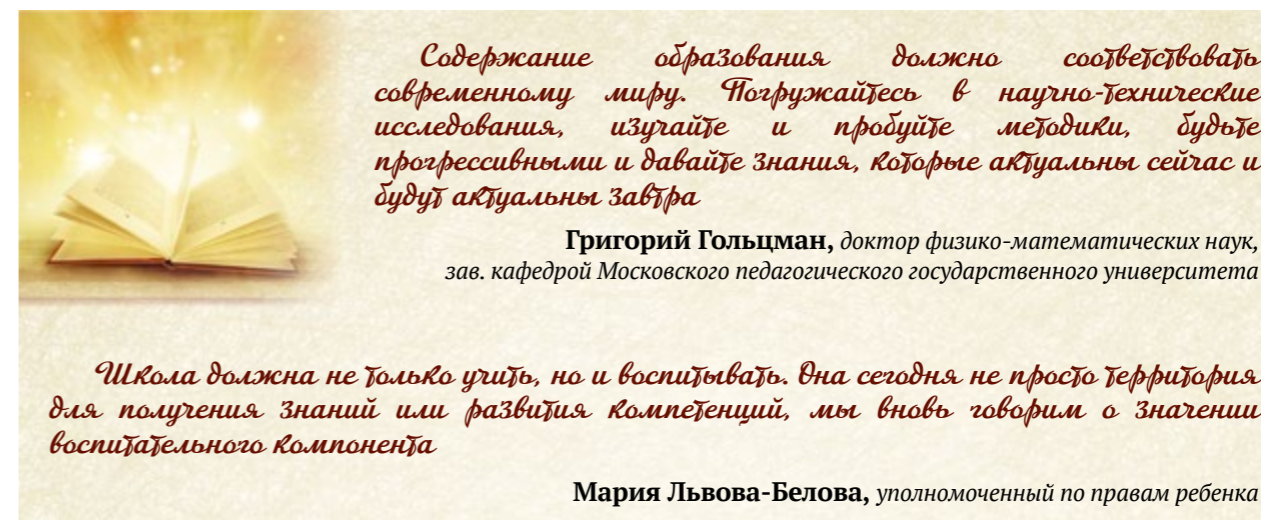 Содержание образования должно соответствовать
современному миру. Погружайтесь в научно-технические
исследования, изучайте и пробуйте методики, будьте
прогрессивными и давайте знания, которые актуальны сейчас и
будут актуальны завтра
Григорий Гольцман, доктор физико-математических наук,
зав. кафедрой Московского педагогического государственного университета
Школа должна не только учить, но и воспитывать. Она сегодня не просто территория
для получения знаний или развития компетенций, мы вновь говорим о значении
воспитательного компонента
Мария Львова-Белова, уполномоченный по правам ребенка